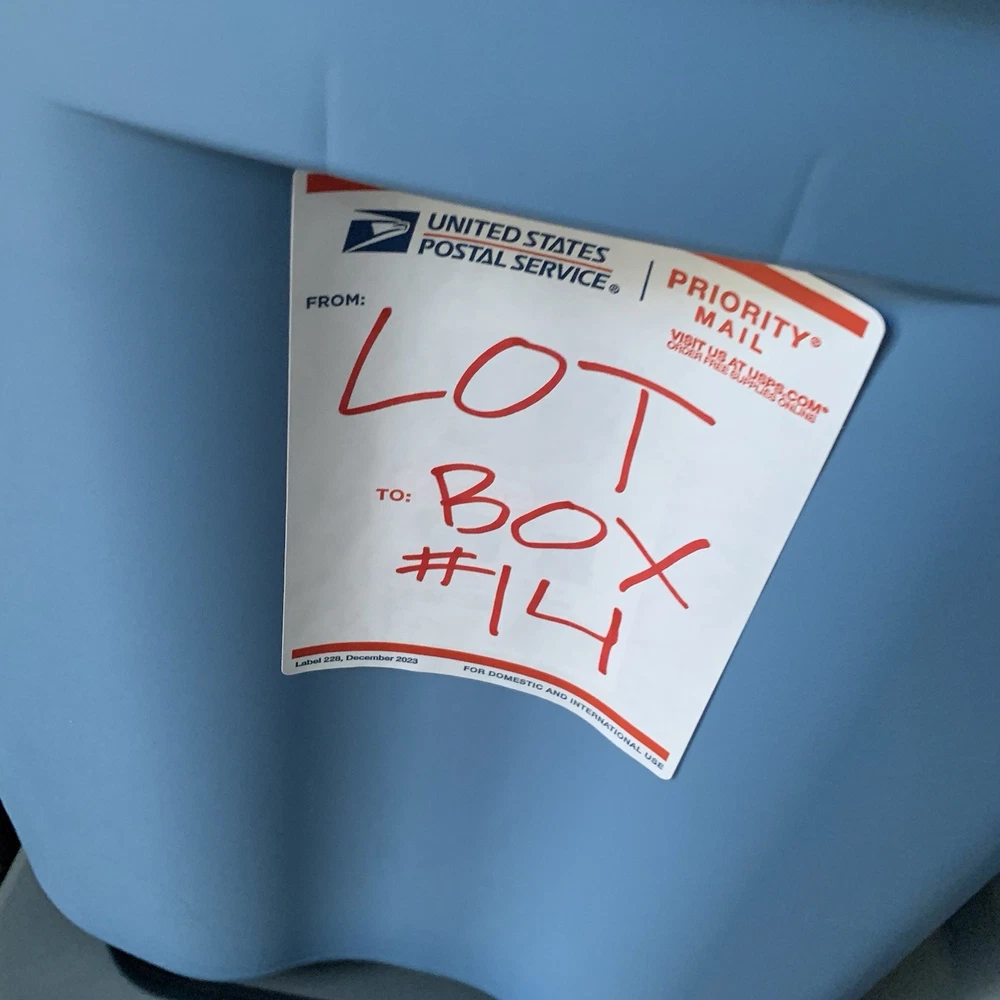 UNITED STATES
POSTAL SERVICE®
PRIORITY®
MAIL
VISIT US AT USPS.COM®
ORDER FREE SUPPLIES ONLINE
FROM:
LOT
TO:
BOX
#14
Label 228, December 2023
FOR DOMESTIC AND INTERNATIONAL USE